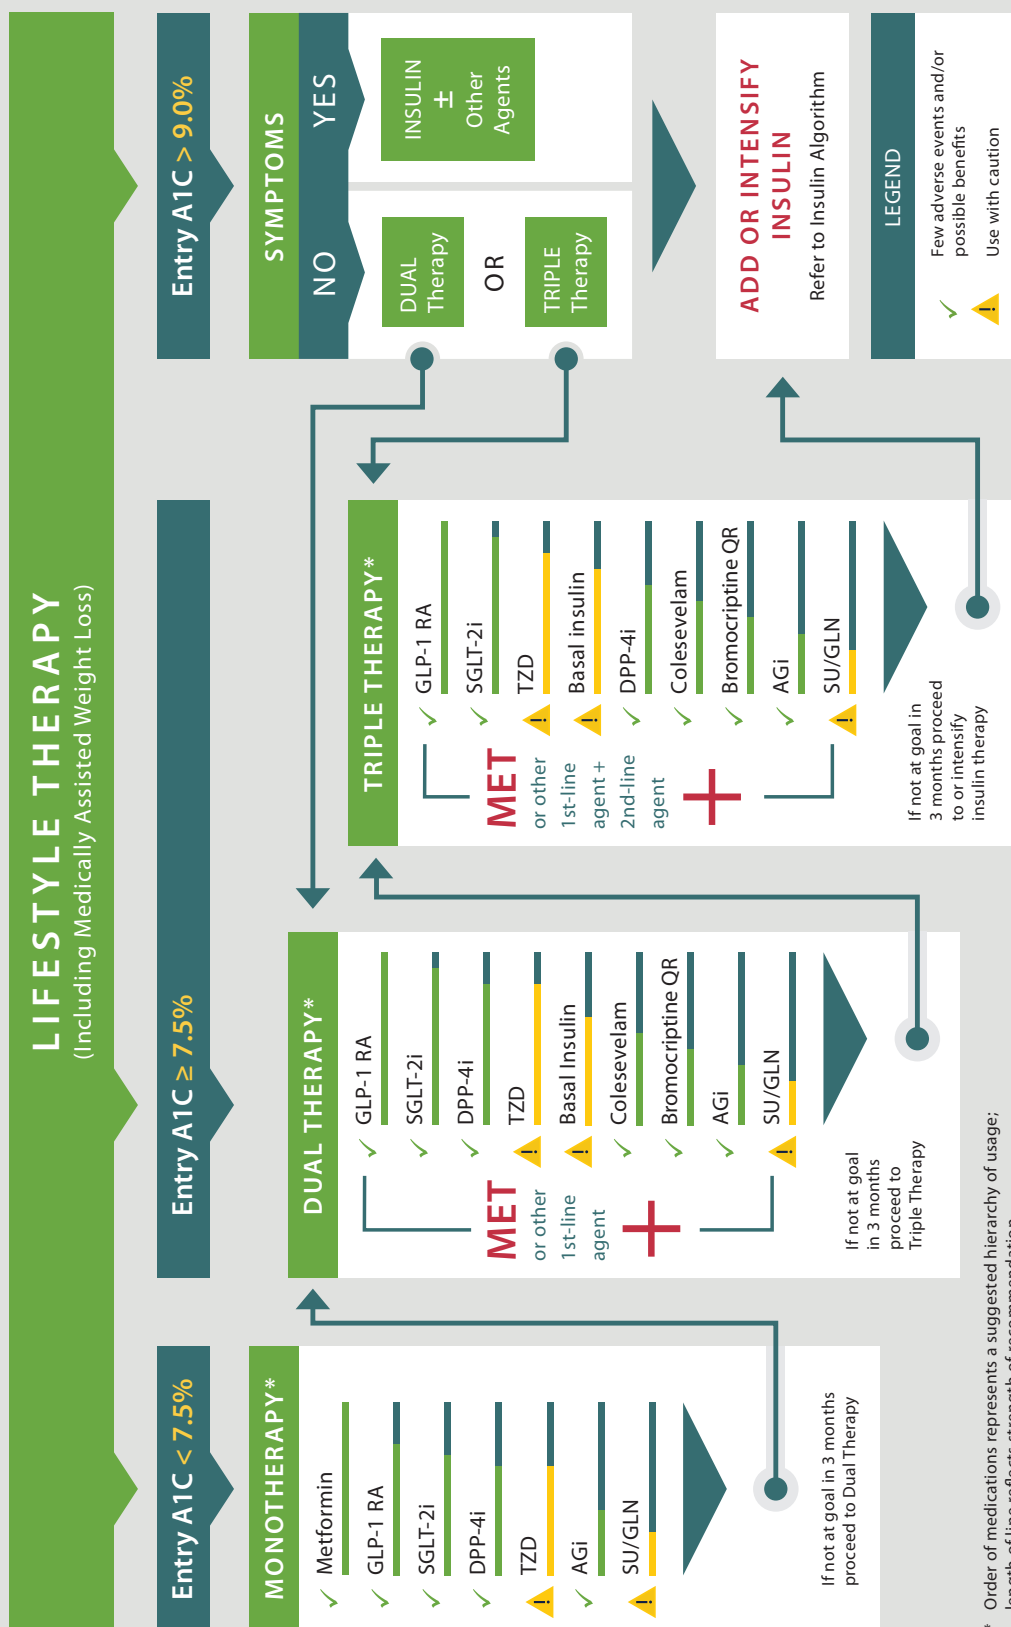 LIFESTYLE THERAPY
(Including Medically Assisted Weight Loss)
Entry A1C < 7.5%
Entry A1C ≥ 7.5%
Entry A1C > 9.0%
MONOTHERAPY*
✓ Metformin
✓ GLP-1 RA
✓ SGLT-2i
✓ DPP-4i
! TZD
✓ AGi
! SU/GLN
If not at goal in 3 months
proceed to Dual Therapy
DUAL THERAPY*
MET
or other
1st-line
agent
+
✓ GLP-1 RA
✓ SGLT-2i
✓ DPP-4i
! TZD
! Basal Insulin
✓ Colesevelam
✓ Bromocriptine QR
✓ AGi
! SU/GLN
If not at goal
in 3 months
proceed to
Triple Therapy
TRIPLE THERAPY*
MET
or other
1st-line
agent +
2nd-line
agent
+
✓ GLP-1 RA
✓ SGLT-2i
! TZD
! Basal insulin
✓ DPP-4i
✓ Colesevelam
✓ Bromocriptine QR
✓ AGi
! SU/GLN
If not at goal in
3 months proceed
to or intensify
insulin therapy
SYMPTOMS
NO
YES
DUAL
Therapy
OR
TRIPLE
Therapy
INSULIN
±
Other
Agents
ADD OR INTENSIFY
INSULIN
Refer to Insulin Algorithm
LEGEND
✓ Few adverse events and/or
possible benefits
! Use with caution
* Order of medications represents a suggested hierarchy of usage;
length of line reflects strength of recommendation